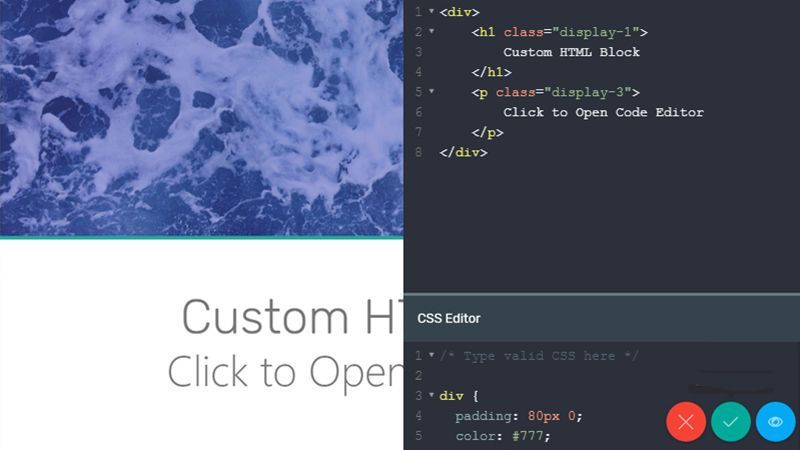 1 <div>
2 <h1 class="display-1">
3 Custom HTML Block
4 </h1>
5 <p class="display-3">
6 Click to Open Code Editor
7 </p>
8 </div>
Custom HT
Click to Open
CSS Editor
1 /* Type valid CSS here */
2
3 div {
4 padding: 80px 0;
5 color: #777;